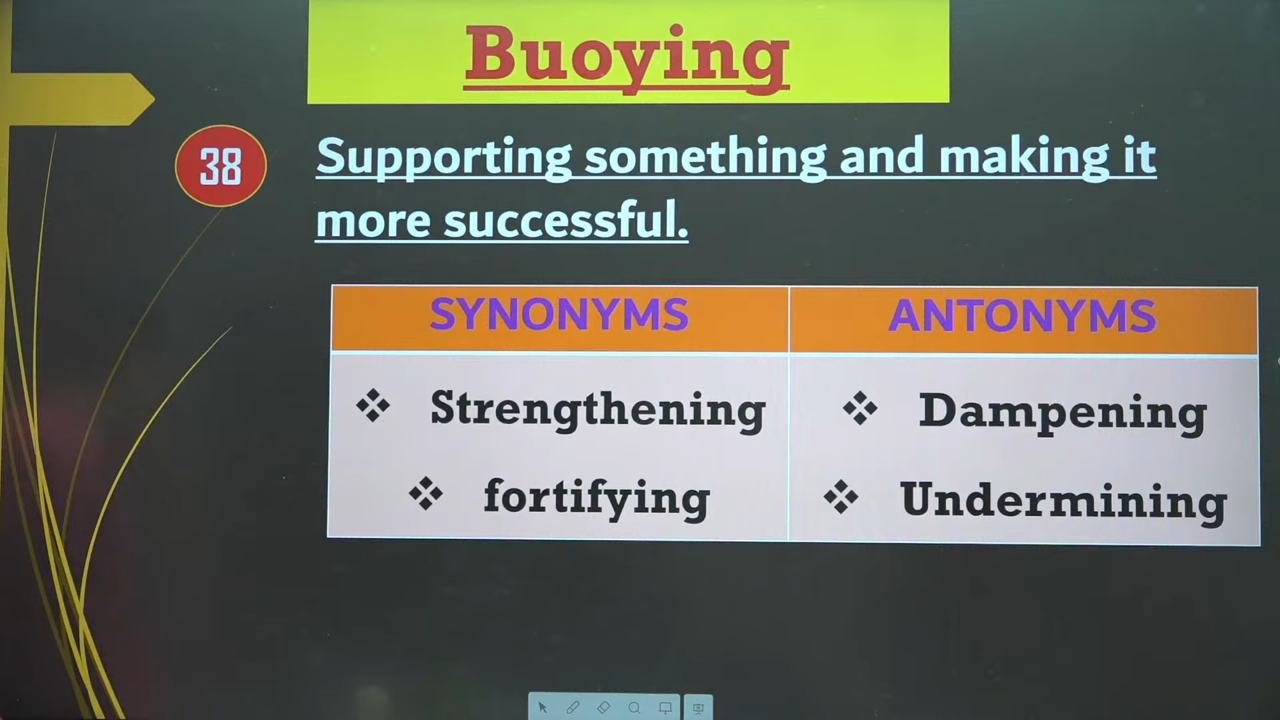 Buoying
38
Supporting something and making it
more successful.
SYNONYMS ANTONYMS
❖ Strengthening ❖ Dampening
❖ fortifying ❖ Undermining